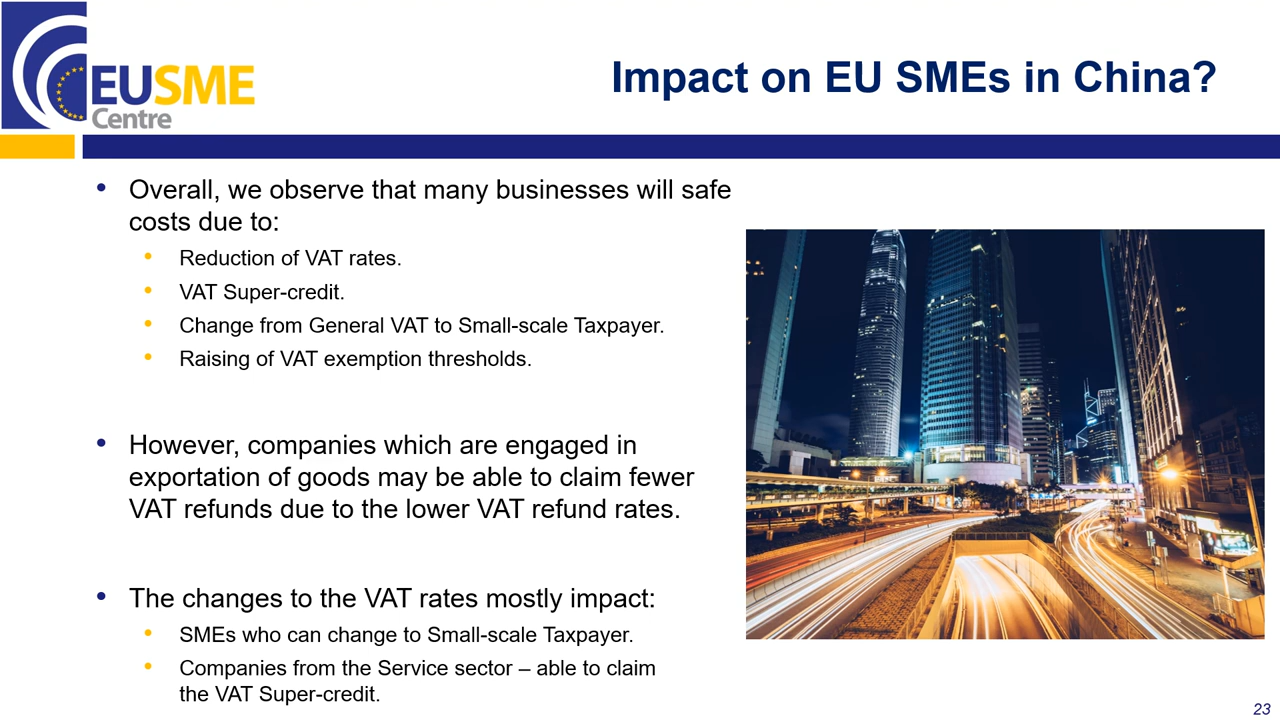 EUSME
Centre
Impact on EU SMEs in China?
• Overall, we observe that many businesses will safe
costs due to:
• Reduction of VAT rates.
• VAT Super-credit.
• Change from General VAT to Small-scale Taxpayer.
• Raising of VAT exemption thresholds.
• However, companies which are engaged in
exportation of goods may be able to claim fewer
VAT refunds due to the lower VAT refund rates.
• The changes to the VAT rates mostly impact:
• SMEs who can change to Small-scale Taxpayer.
• Companies from the Service sector – able to claim
the VAT Super-credit.
23